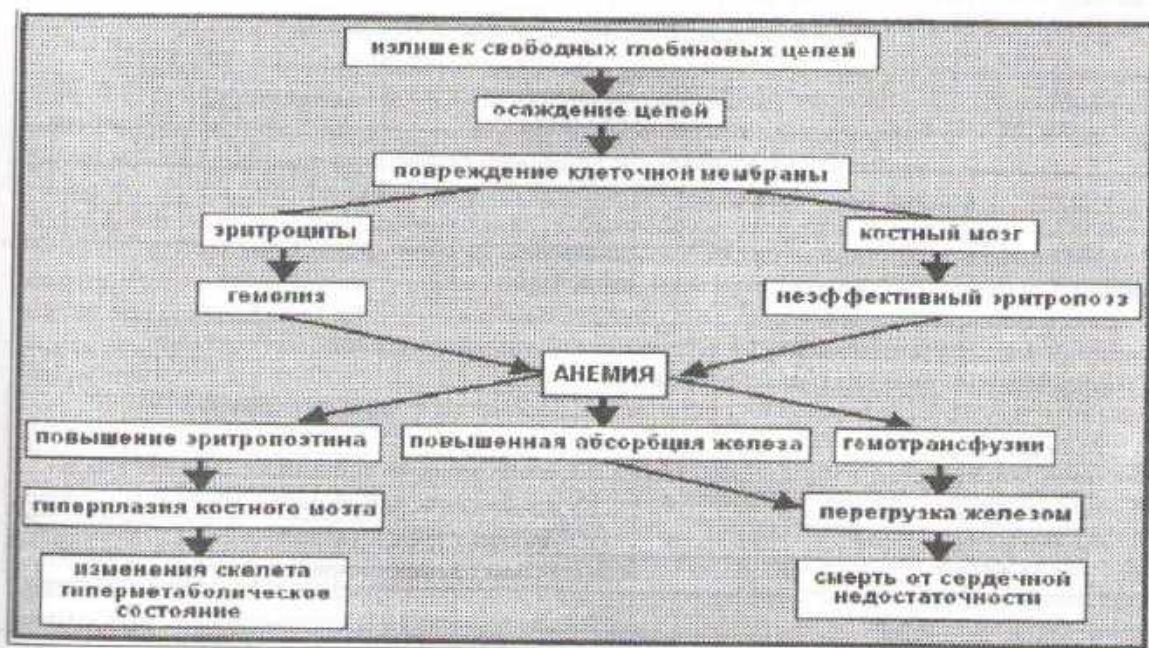 излишек свободных глобиновых цепей
осаждение цепей
повреждение клеточной мембраны
эритроциты
костный мозг
гемолиз
неэффективный эритропоэз
АНЕМИЯ
повышение эритропоэтина
повышенная абсорбция железа
гемотрансфузии
гиперплазия костного мозга
перегрузка железом
изменения скелета
гиперметаболическое
состояние
смерть от сердечной
недостаточности